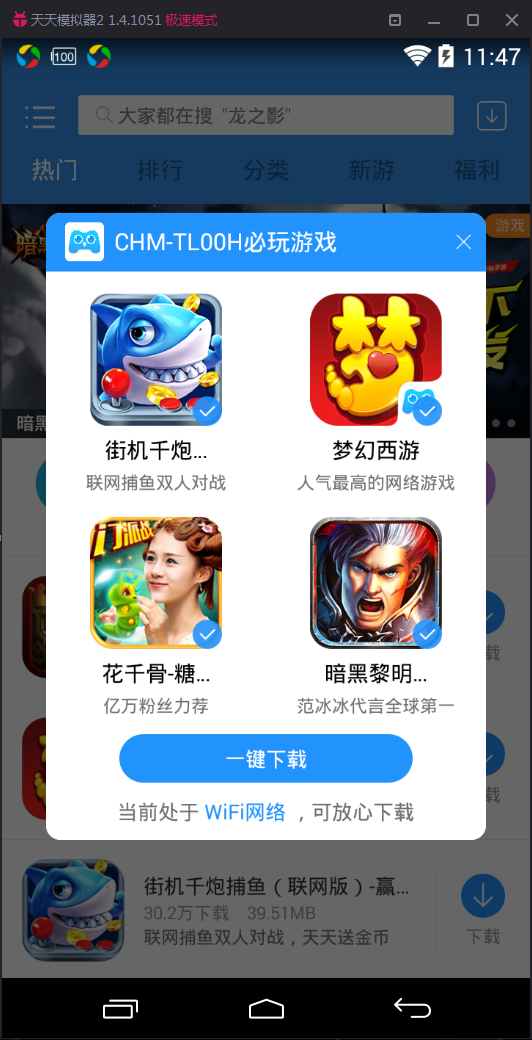 天天模拟器2 1.4.1051 极速模式
100
11:47
大家都在搜 "龙之影"
热门 排行 分类 新游 福利
游戏
CHM-TL00H必玩游戏
暗黑
街机千炮...
联网捕鱼双人对战
梦幻西游
人气最高的网络游戏
花千骨-糖...
亿万粉丝力荐
暗黑黎明...
范冰冰代言全球第一
一键下载
当前处于 WiFi网络 ，可放心下载
街机千炮捕鱼（联网版）-赢...
30.2万下载 39.51MB
联网捕鱼双人对战，天天送金币
下载